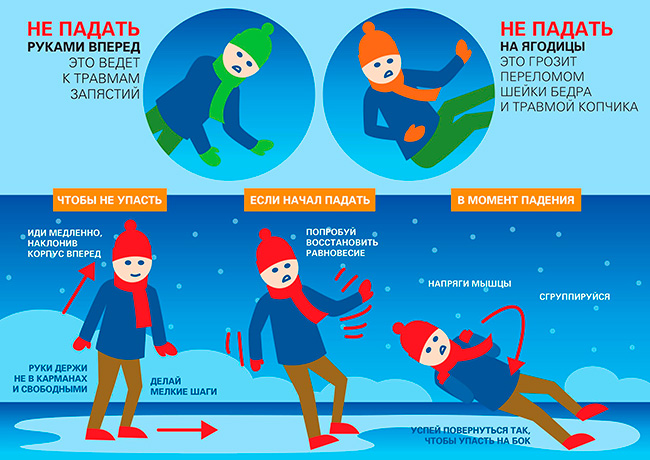 НЕ ПАДАТЬ
РУКАМИ ВПЕРЕД
ЭТО ВЕДЕТ
К ТРАВМАМ
ЗАПЯСТИЙ
НЕ ПАДАТЬ
НА ЯГОДИЦЫ
ЭТО ГРОЗИТ
ПЕРЕЛОМОМ
ШЕЙКИ БЕДРА
И ТРАВМОЙ КОПЧИКА
ЧТОБЫ НЕ УПАСТЬ
ИДИ МЕДЛЕННО,
НАКЛОНИВ
КОРПУС ВПЕРЕД
РУКИ ДЕРЖИ
НЕ В КАРМАНАХ
И СВОБОДНЫМИ
ДЕЛАЙ
МЕЛКИЕ ШАГИ
ЕСЛИ НАЧАЛ ПАДАТЬ
ПОПРОБУЙ
ВОССТАНОВИТЬ
РАВНОВЕСИЕ
В МОМЕНТ ПАДЕНИЯ
НАПРЯГИ МЫШЦЫ
СГРУППИРУЙСЯ
УСПЕЙ ПОВЕРНУТЬСЯ ТАК,
ЧТОБЫ УПАСТЬ НА БОК